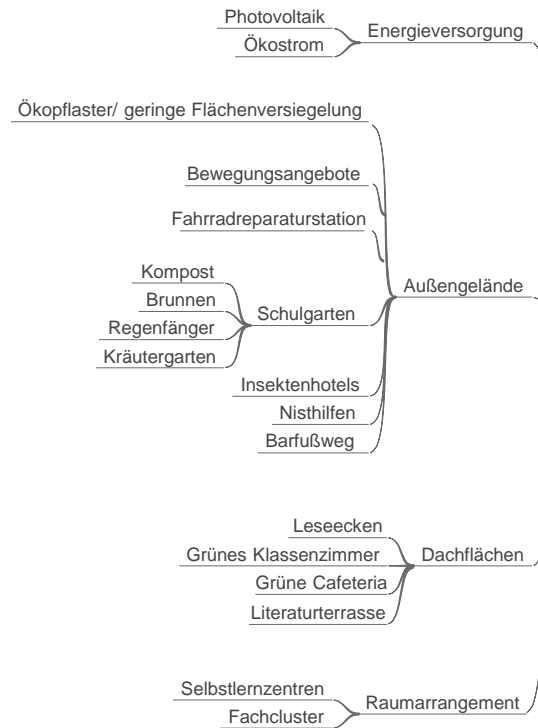 Photovoltaik
Ökostrom
Energieversorgung
Ökopflaster/ geringe Flächenversiegelung
Bewegungsangebote
Fahrradreparaturstation
Kompost
Brunnen
Regenfänger
Kräutergarten
Schulgarten
Außengelände
Insektenhotels
Nisthilfen
Barfußweg
Leseecken
Grünes Klassenzimmer
Grüne Cafeteria
Literaturterrasse
Dachflächen
Selbstlernzentren
Fachcluster
Raumarrangement